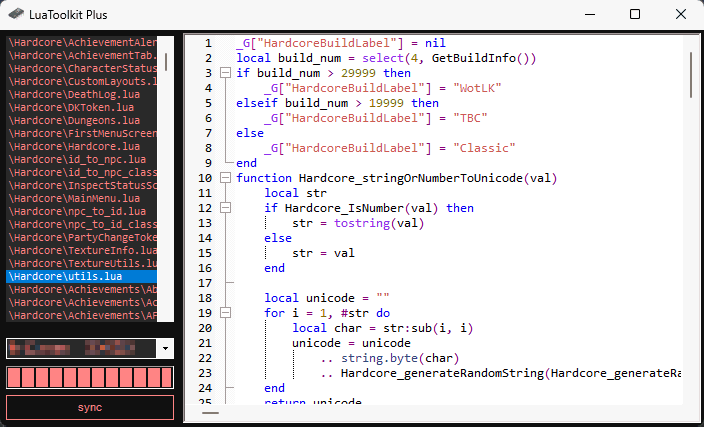 LuaToolkit Plus
\Hardcore\AchievementAler
\Hardcore\AchievementTab.
\Hardcore\CharacterStatus
\Hardcore\CustomLayouts.l
\Hardcore\DeathLog.lua
\Hardcore\DKToken.lua
\Hardcore\Dungeons.lua
\Hardcore\FirstMenuScreen
\Hardcore\Hardcore.lua
\Hardcore\id_to_npc.lua
\Hardcore\id_to_npc_class
\Hardcore\InspectStatusSc
\Hardcore\MainMenu.lua
\Hardcore\npc_to_id.lua
\Hardcore\npc_to_id_class
\Hardcore\PartyChangeToke
\Hardcore\TextureInfo.lua
\Hardcore\TextureUtils.lu
\Hardcore\utils.lua
\Hardcore\Achievements\Ab
\Hardcore\Achievements\Ac
\Hardcore\Achievements\AF
sync
1 _G["HardcoreBuildLabel"] = nil
2 local build_num = select(4, GetBuildInfo())
3 if build_num > 29999 then
4 _G["HardcoreBuildLabel"] = "WotLK"
5 elseif build_num > 19999 then
6 _G["HardcoreBuildLabel"] = "TBC"
7 else
8 _G["HardcoreBuildLabel"] = "Classic"
9 end
10 function Hardcore_stringOrNumberToUnicode(val)
11 local str
12 if Hardcore_IsNumber(val) then
13 str = tostring(val)
14 else
15 str = val
16 end
17
18 local unicode = ""
19 for i = 1, #str do
20 local char = str:sub(i, i)
21 unicode = unicode
22 .. string.byte(char)
23 .. Hardcore_generateRandomString(Hardcore_generateRa
24 end
25 return unicode